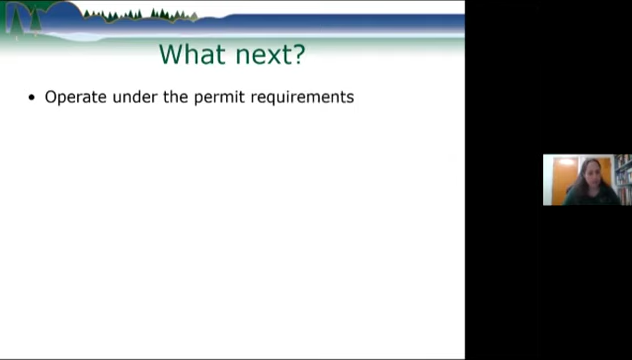 What next?
• Operate under the permit requirements